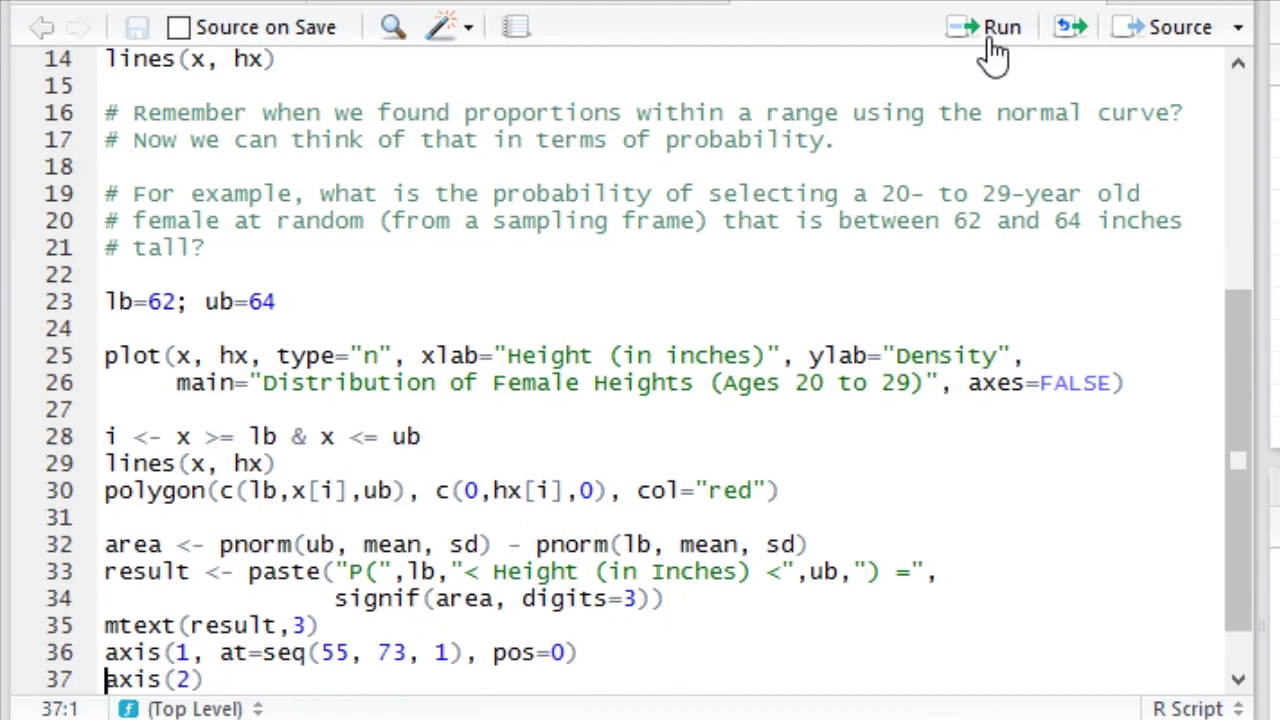 Source on Save Run Source
14 lines(x, hx)
15
16 # Remember when we found proportions within a range using the normal curve?
17 # Now we can think of that in terms of probability.
18
19 # For example, what is the probability of selecting a 20- to 29-year old
20 # female at random (from a sampling frame) that is between 62 and 64 inches
21 # tall?
22
23 lb=62; ub=64
24
25 plot(x, hx, type="n", xlab="Height (in inches)", ylab="Density",
26 main="Distribution of Female Heights (Ages 20 to 29)", axes=FALSE)
27
28 i <- x >= lb & x <= ub
29 lines(x, hx)
30 polygon(c(lb,x[i],ub), c(0,hx[i],0), col="red")
31
32 area <- pnorm(ub, mean, sd) - pnorm(lb, mean, sd)
33 result <- paste("P(",lb,"< Height (in Inches) <",ub,") =",
34 signif(area, digits=3))
35 mtext(result,3)
36 axis(1, at=seq(55, 73, 1), pos=0)
37 axis(2)
37:1 f (Top Level) R Script